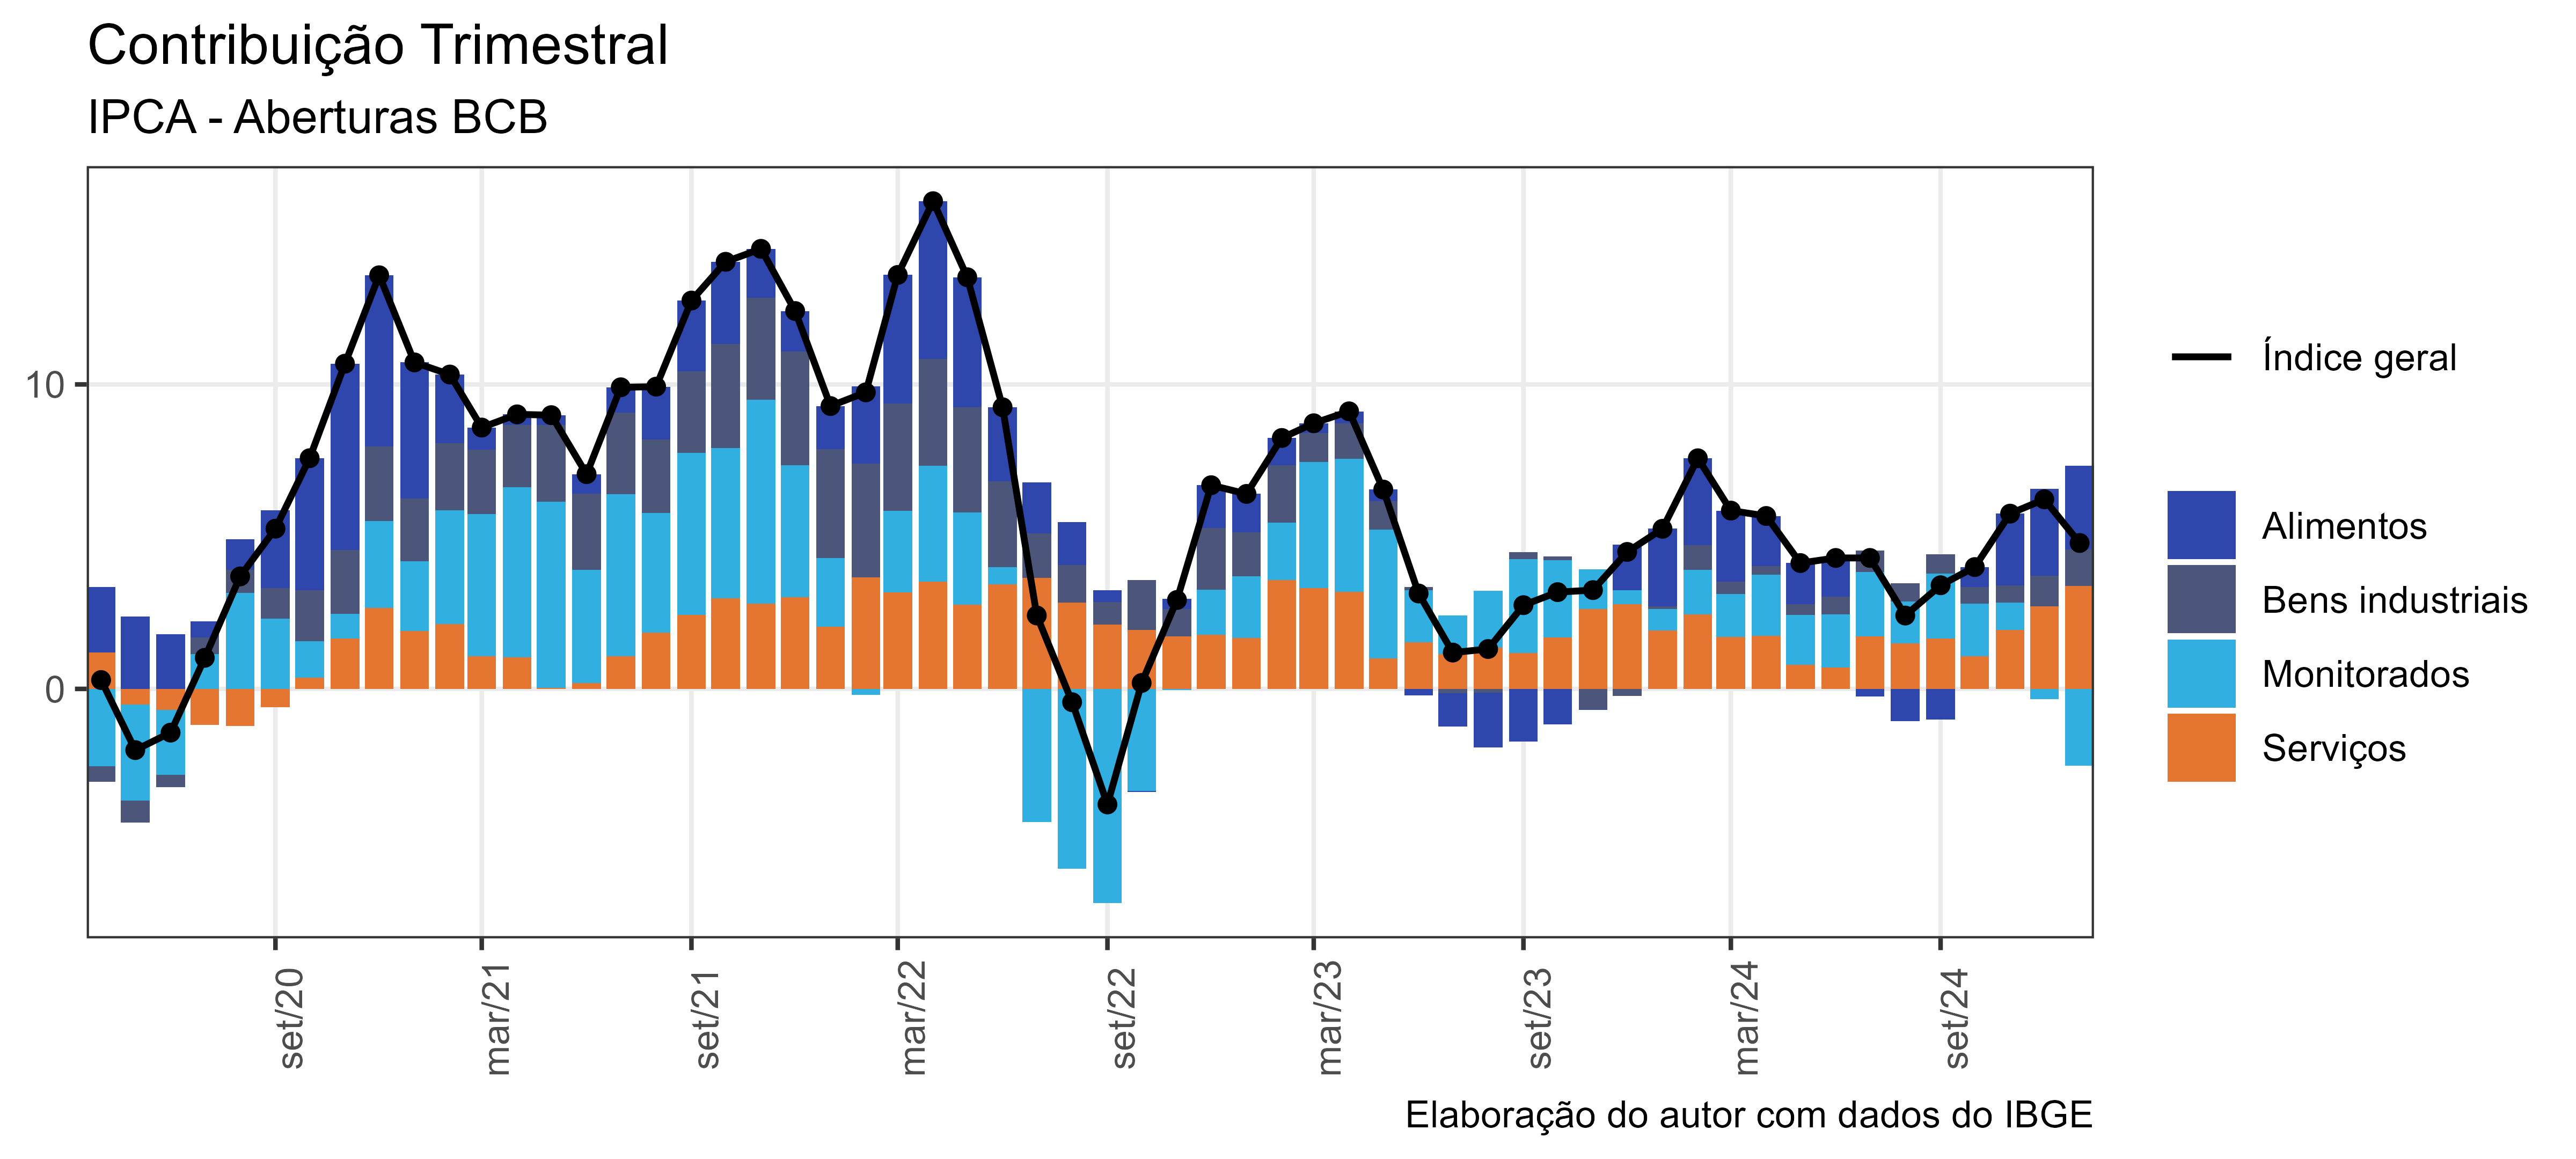 Contribuição Trimestral
IPCA - Aberturas BCB
10
0
set/20
mar/21
set/21
mar/22
set/22
mar/23
set/23
mar/24
set/24
Índice geral
Alimentos
Bens industriais
Monitorados
Serviços
Elaboração do autor com dados do IBGE